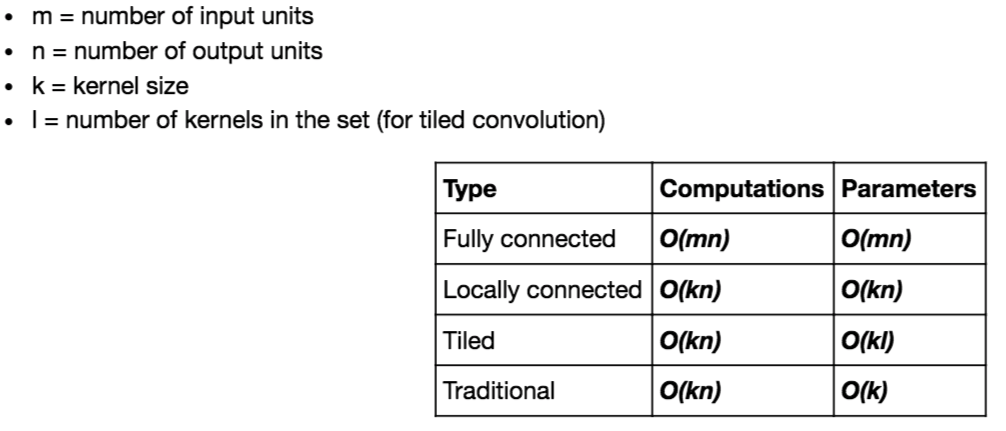 • m = number of input units
• n = number of output units
• k = kernel size
• l = number of kernels in the set (for tiled convolution)
Type Computations Parameters
Fully connected O(mn) O(mn)
Locally connected O(kn) O(kn)
Tiled O(kn) O(kl)
Traditional O(kn) O(k)